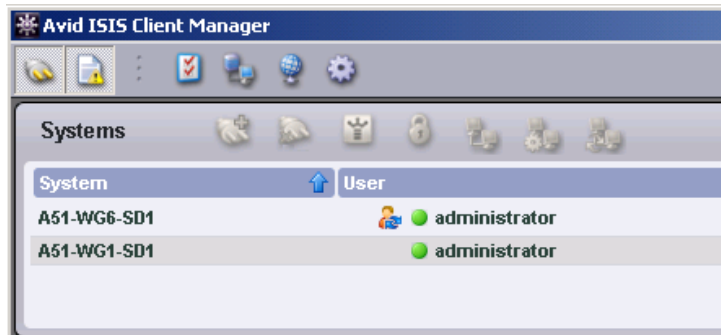 Avid ISIS Client Manager
Systems
System User
A51-WG6-SD1 administrator
A51-WG1-SD1 administrator